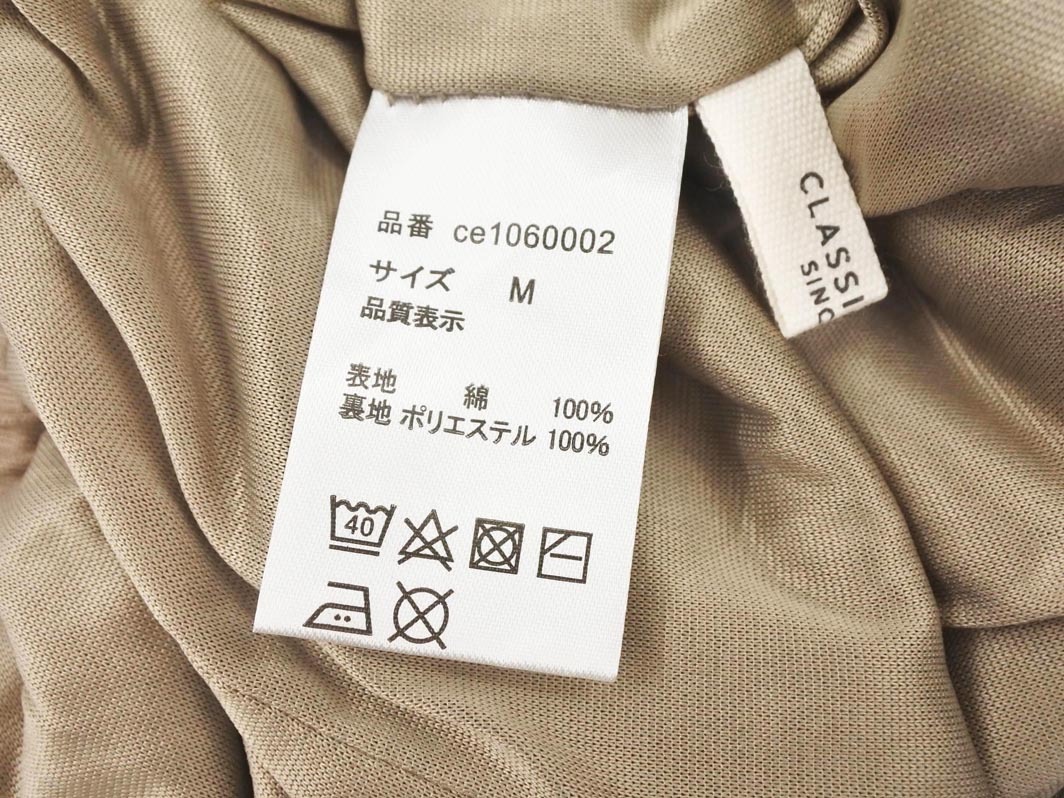 品番 ce1060002
サイズ M
品質表示
表地 綿 100%
裏地 ポリエステル 100%
40
CLASSI
SINC